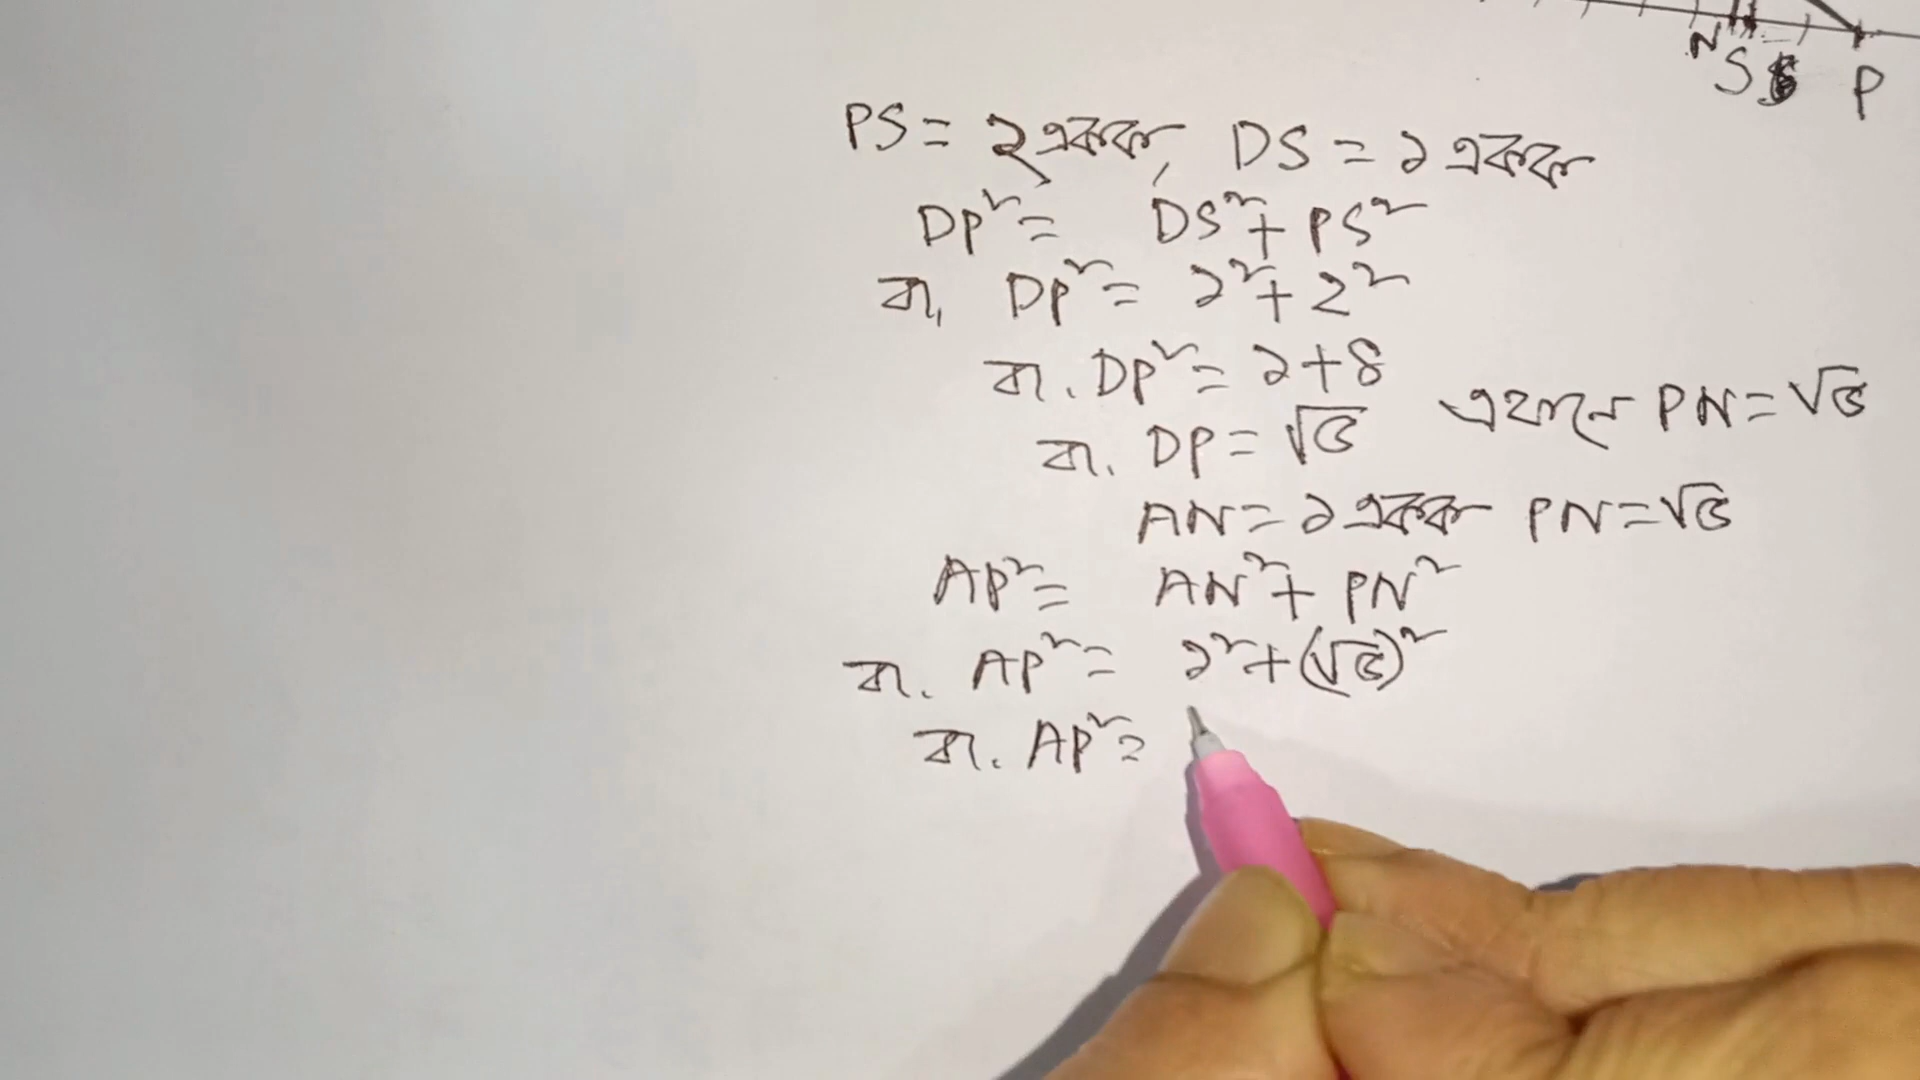 N S P
PS = ২ একক, DS = ১ একক
DP² = DS² + PS²
বা, DP² = ১² + ২²
বা. DP² = ১ + ৪
বা. DP = √৫ এখানে PN = √৫
AN = ১ একক PN = √৫
AP² = AN² + PN²
বা. AP² = ১² + (√৫)²
বা. AP² =